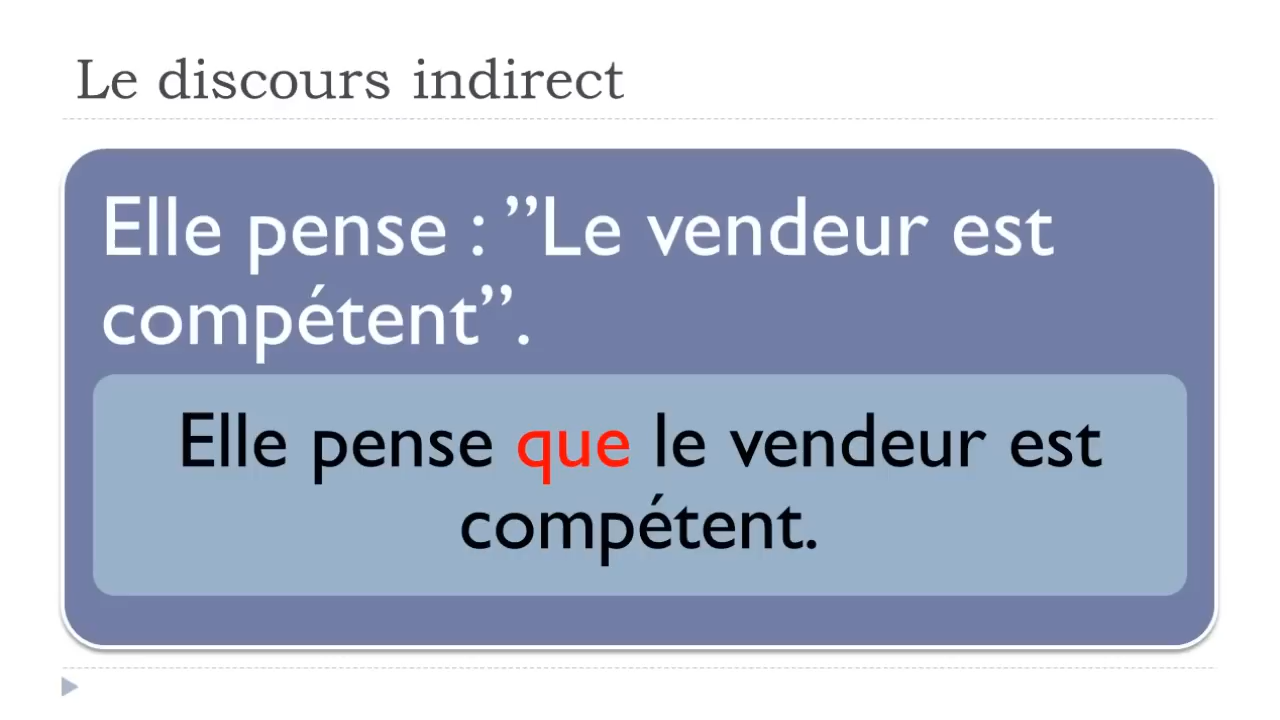 Le discours indirect
Elle pense : ”Le vendeur est
compétent”.
Elle pense que le vendeur est
compétent.